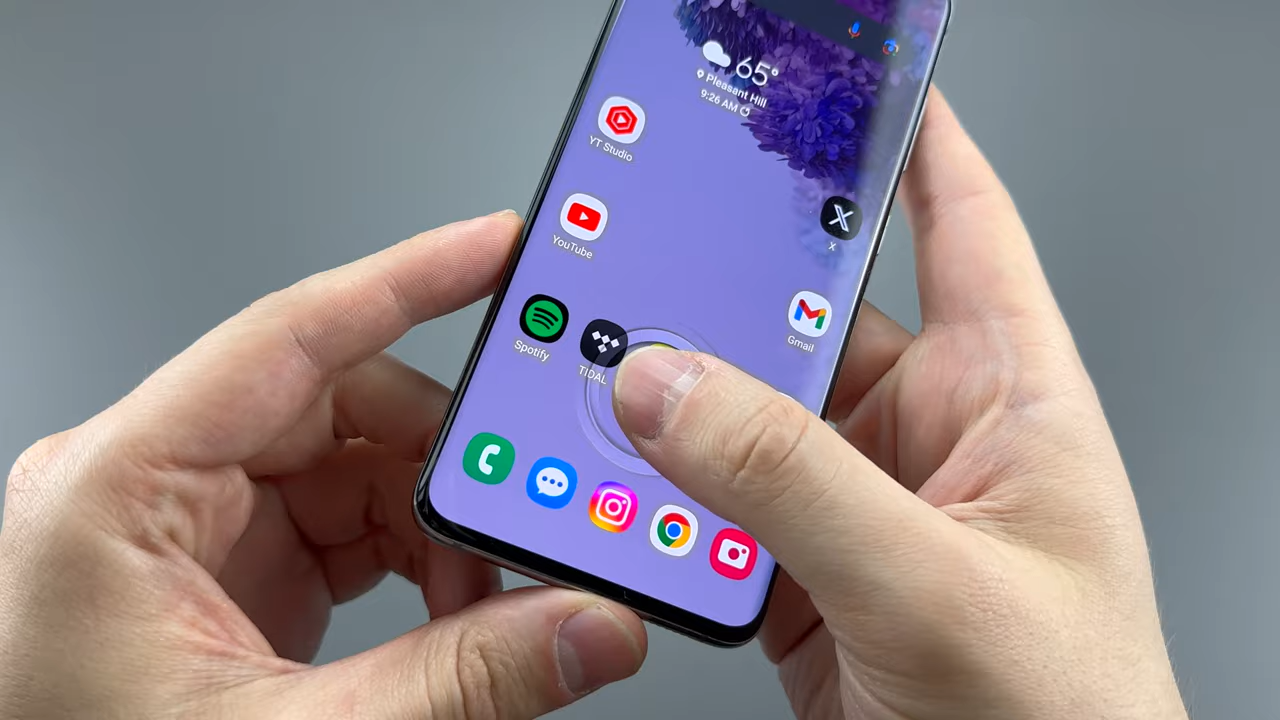 65°
Pleasant Hill
9:26 AM
YT Studio
YouTube
X
Spotify
TIDAL
Gmail